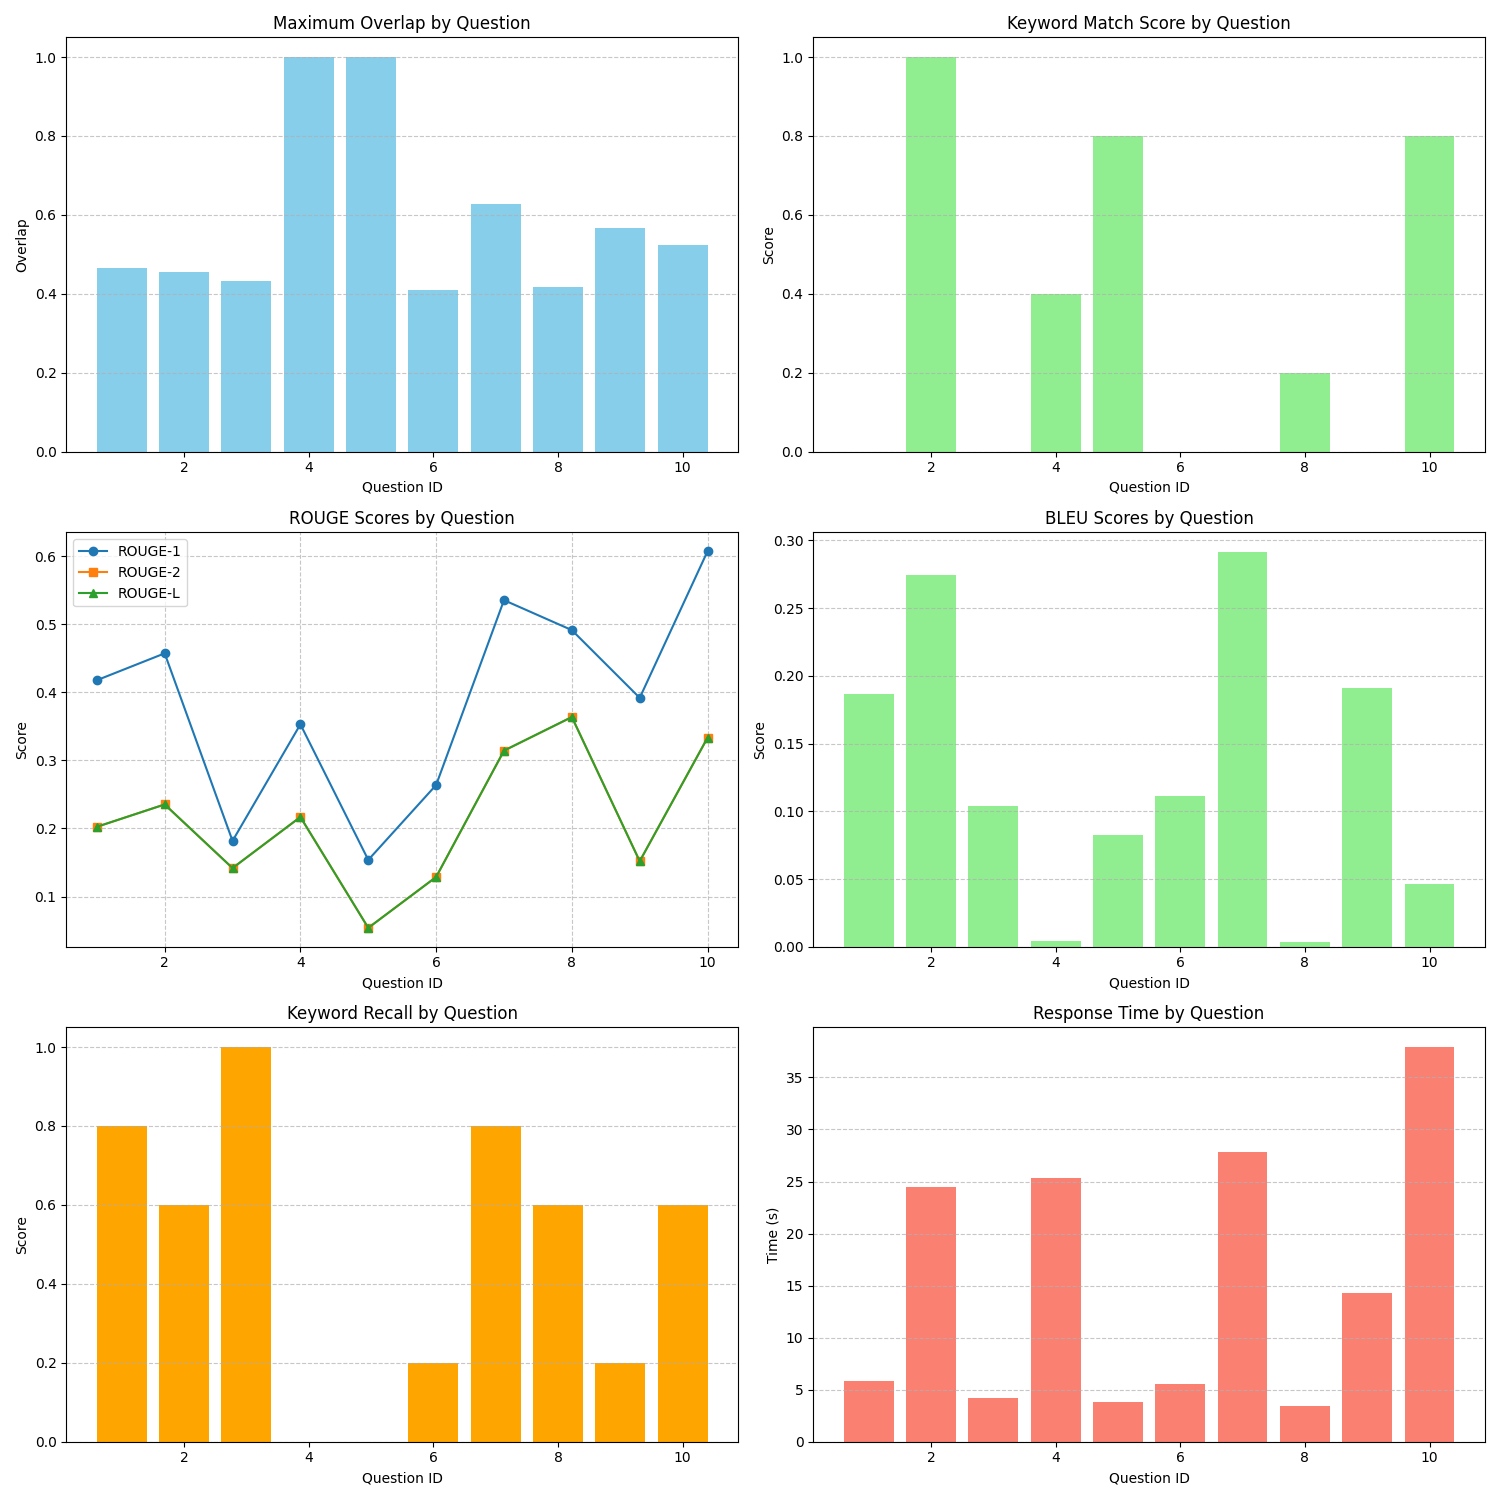 Maximum Overlap by Question
1.0
0.8
0.6
0.4
0.2
0.0
Overlap
2 4 6 8 10
Question ID
Keyword Match Score by Question
1.0
0.8
0.6
0.4
0.2
0.0
Score
2 4 6 8 10
Question ID
ROUGE Scores by Question
ROUGE-1
ROUGE-2
ROUGE-L
0.6
0.5
0.4
0.3
0.2
0.1
Score
2 4 6 8 10
Question ID
BLEU Scores by Question
0.30
0.25
0.20
0.15
0.10
0.05
0.00
Score
2 4 6 8 10
Question ID
Keyword Recall by Question
1.0
0.8
0.6
0.4
0.2
0.0
Score
2 4 6 8 10
Question ID
Response Time by Question
35
30
25
20
15
10
5
0
Time (s)
2 4 6 8 10
Question ID